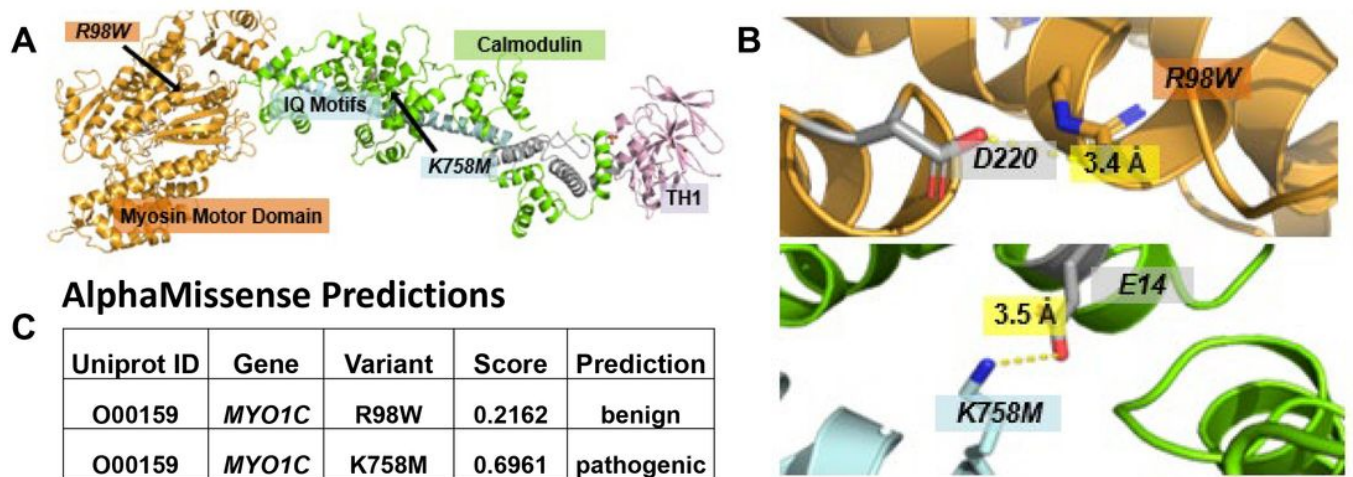 A
R98W
Calmodulin
IQ Motifs
K758M
Myosin Motor Domain
TH1
B
R98W
D220
3.4 Å
E14
3.5 Å
K758M
C
AlphaMissense Predictions
Uniprot ID Gene Variant Score Prediction
O00159 MYO1C R98W 0.2162 benign
O00159 MYO1C K758M 0.6961 pathogenic